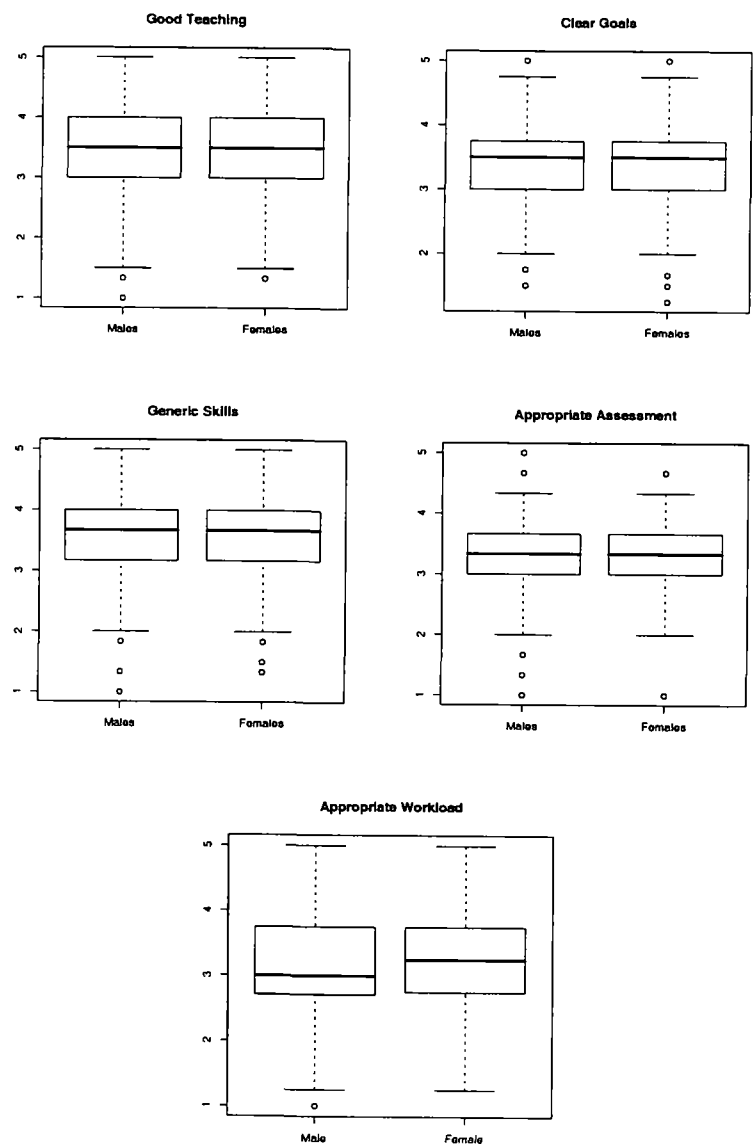 Good Teaching
5
4
3
2
1
Males Females
Clear Goals
5
4
3
2
Males Females
Generic Skills
5
4
3
2
1
Males Females
Appropriate Assessment
5
4
3
2
1
Males Females
Appropriate Workload
5
4
3
2
1
Male Female